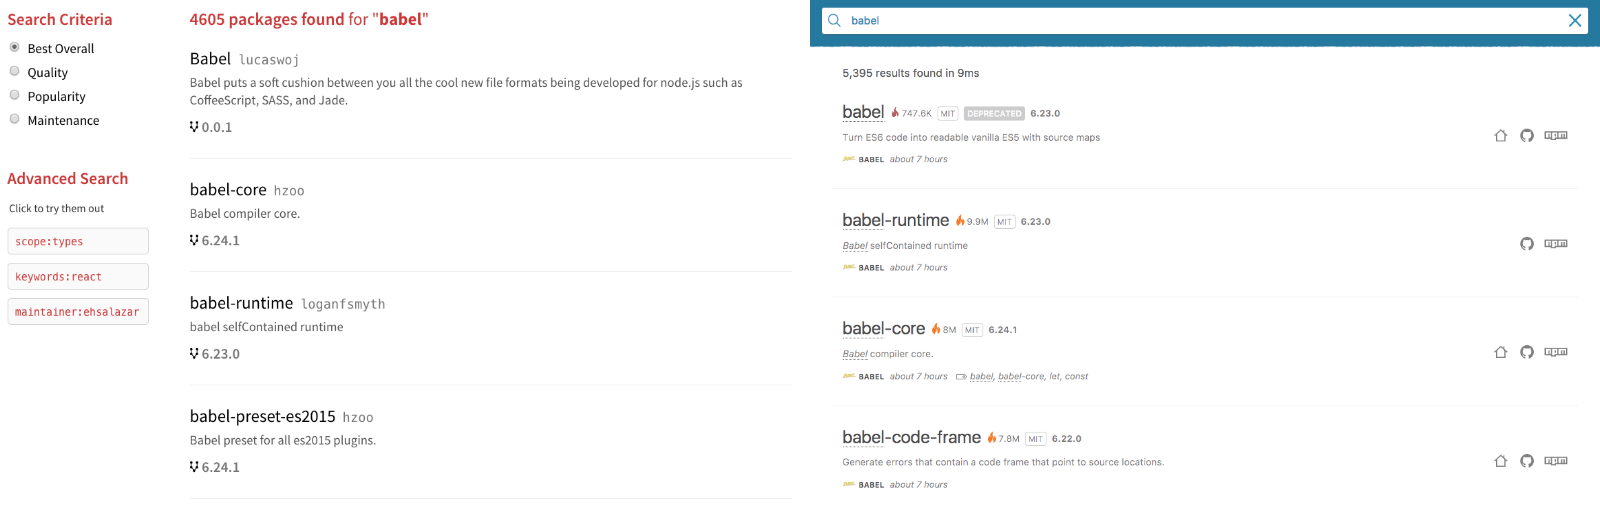 Search Criteria
Best Overall
Quality
Popularity
Maintenance
Advanced Search
Click to try them out
scope:types
keywords:react
maintainer:ehsalazar
4605 packages found for "babel"
Babel lucaswoj
Babel puts a soft cushion between you all the cool new file formats being developed for node.js such as
CoffeeScript, SASS, and Jade.
0.0.1
babel-core hzoo
Babel compiler core.
6.24.1
babel-runtime loganfsmyth
babel selfContained runtime
6.23.0
babel-preset-es2015 hzoo
Babel preset for all es2015 plugins.
6.24.1
babel
5,395 results found in 9ms
babel 747.6K MIT DEPRECATED 6.23.0
Turn ES6 code into readable vanilla ES5 with source maps
BABEL about 7 hours
babel-runtime 9.9M MIT 6.23.0
Babel selfContained runtime
BABEL about 7 hours
babel-core 8M MIT 6.24.1
Babel compiler core.
BABEL about 7 hours babel, babel-core, let, const
babel-code-frame 7.8M MIT 6.22.0
Generate errors that contain a code frame that point to source locations.
BABEL about 7 hours